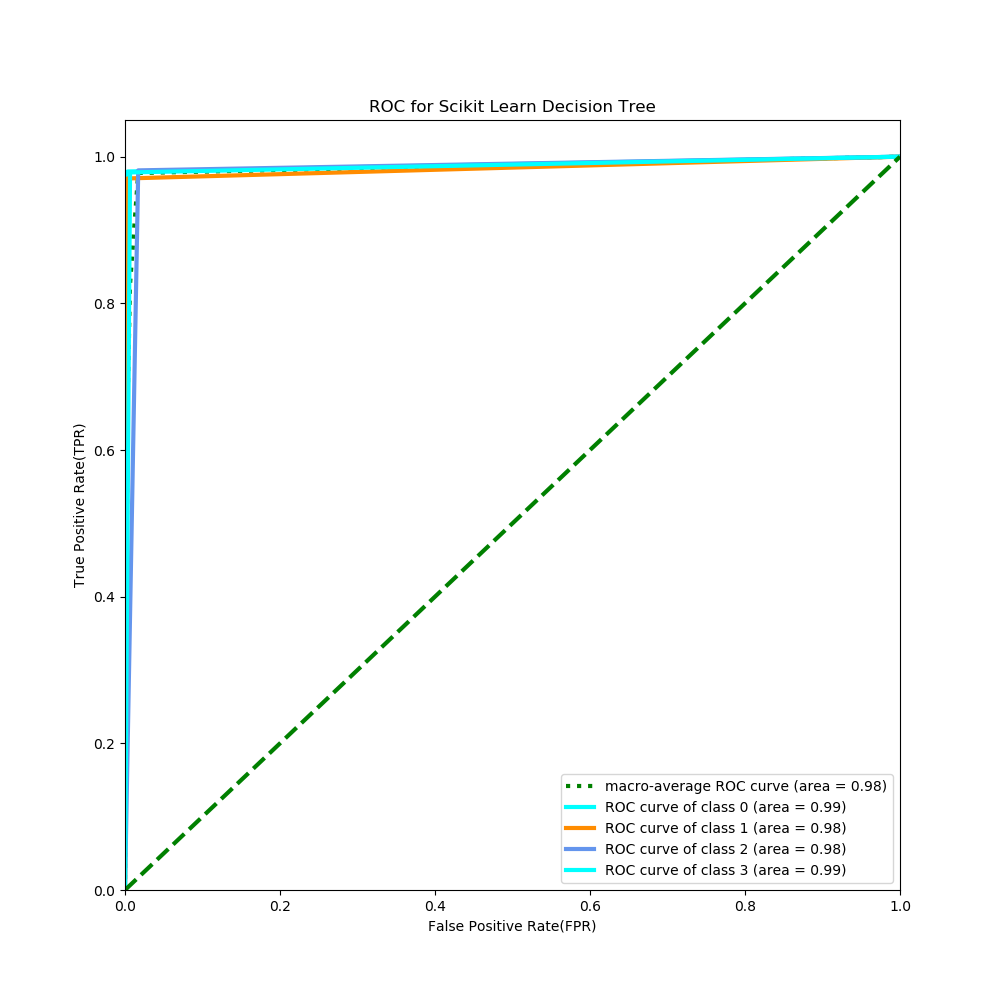 ROC for Scikit Learn Decision Tree
1.0
0.8
0.6
0.4
0.2
0.0
True Positive Rate(TPR)
macro-average ROC curve (area = 0.98)
ROC curve of class 0 (area = 0.99)
ROC curve of class 1 (area = 0.98)
ROC curve of class 2 (area = 0.98)
ROC curve of class 3 (area = 0.99)
0.0 0.2 0.4 0.6 0.8 1.0
False Positive Rate(FPR)